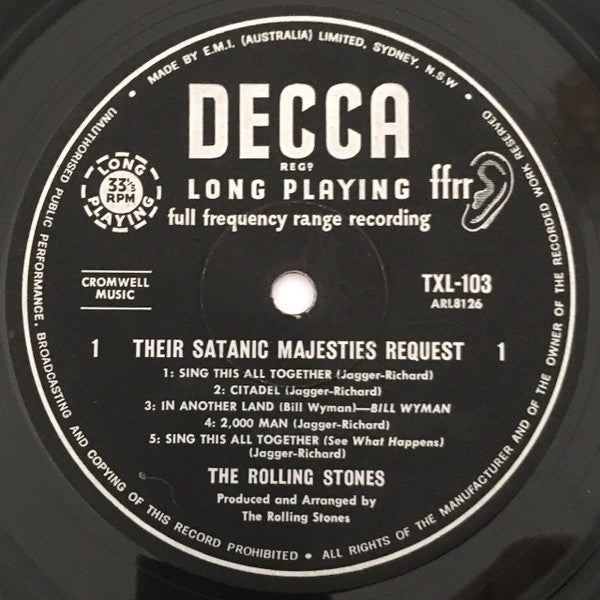 MADE BY E.M.I. (AUSTRALIA) LIMITED, SYDNEY, N.S.W • ALL RIGHTS OF THE MANUFACTURER AND OF THE OWNER OF THE RECORDED WORK RESERVED • UNAUTHORISED PUBLIC PERFORMANCE, BROADCASTING AND COPYING OF THIS RECORD PROHIBITED •
DECCA
REGD
LONG 33⅓ RPM PLAYING
LONG PLAYING
ffrr
full frequency range recording
CROMWELL
MUSIC
TXL-103
ARL8126
1 THEIR SATANIC MAJESTIES REQUEST 1
1: SING THIS ALL TOGETHER (Jagger-Richard)
2: CITADEL (Jagger-Richard)
3: IN ANOTHER LAND (Bill Wyman)—BILL WYMAN
4: 2,000 MAN (Jagger-Richard)
5: SING THIS ALL TOGETHER (See What Happens)
(Jagger-Richard)
THE ROLLING STONES
Produced and Arranged by
The Rolling Stones